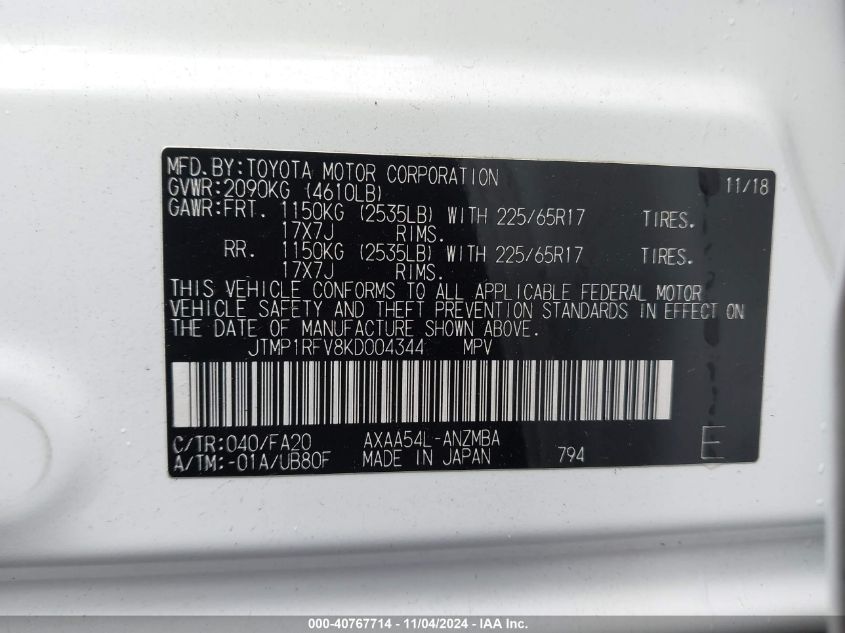 MFD.BY:TOYOTA MOTOR CORPORATION 11/18
GVWR:2090KG (4610LB)
GAWR:FRT. 1150KG (2535LB) WITH 225/65R17 TIRES.
17X7J RIMS.
RR. 1150KG (2535LB) WITH 225/65R17 TIRES.
17X7J RIMS.
THIS VEHICLE CONFORMS TO ALL APPLICABLE FEDERAL MOTOR
VEHICLE SAFETY AND THEFT PREVENTION STANDARDS IN EFFECT ON
THE DATE OF MANUFACTURE SHOWN ABOVE.
JTMP1RFV8KD004344 MPV
C/TR:040/FA20 AXAA54L-ANZMBA
A/TM:-01A/UB80F MADE IN JAPAN 794 E
000-40767714 - 11/04/2024 - IAA Inc.